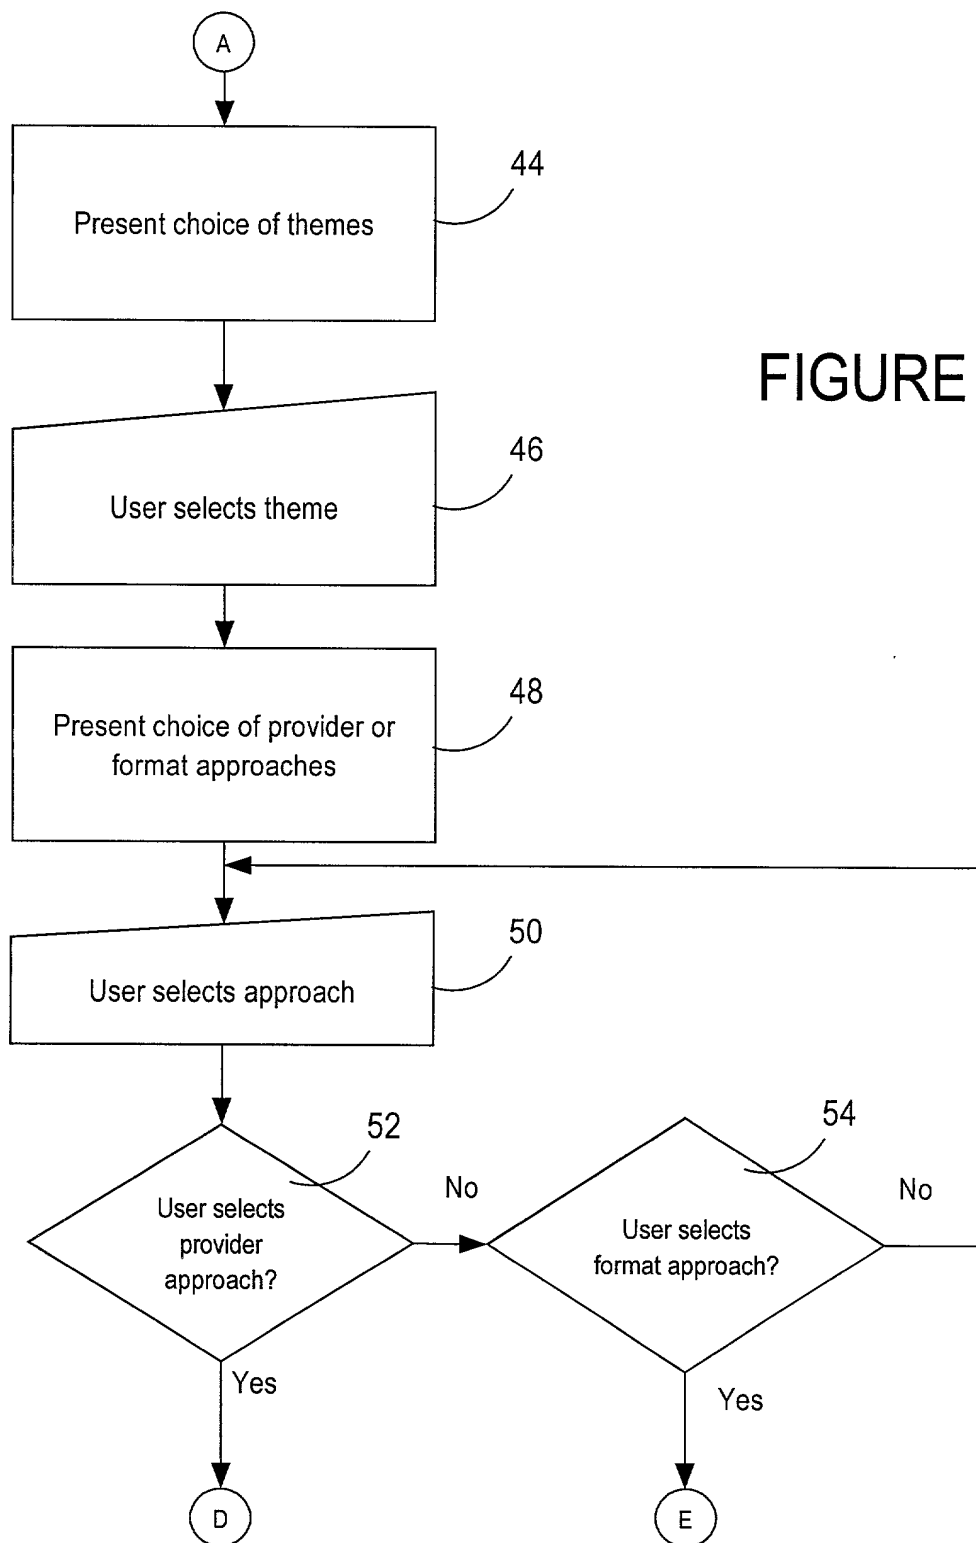 A
44
Present choice of themes
FIGURE
46
User selects theme
48
Present choice of provider or
format approaches
50
User selects approach
52
54
No
No
User selects
provider
approach?
User selects
format approach?
Yes
Yes
D
E